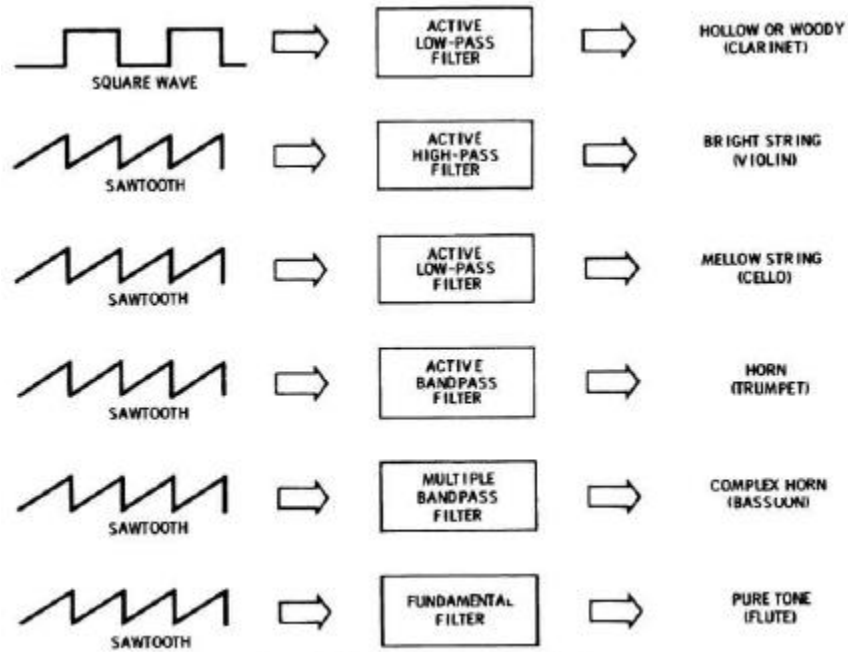 SQUARE WAVE
ACTIVE
LOW-PASS
FILTER
HOLLOW OR WOODY
(CLARINET)
SAWTOOTH
ACTIVE
HIGH-PASS
FILTER
BRIGHT STRING
(VIOLIN)
SAWTOOTH
ACTIVE
LOW-PASS
FILTER
MELLOW STRING
(CELLO)
SAWTOOTH
ACTIVE
BANDPASS
FILTER
HORN
(TRUMPET)
SAWTOOTH
MULTIPLE
BANDPASS
FILTER
COMPLEX HORN
(BASSOON)
SAWTOOTH
FUNDAMENTAL
FILTER
PURE TONE
(FLUTE)